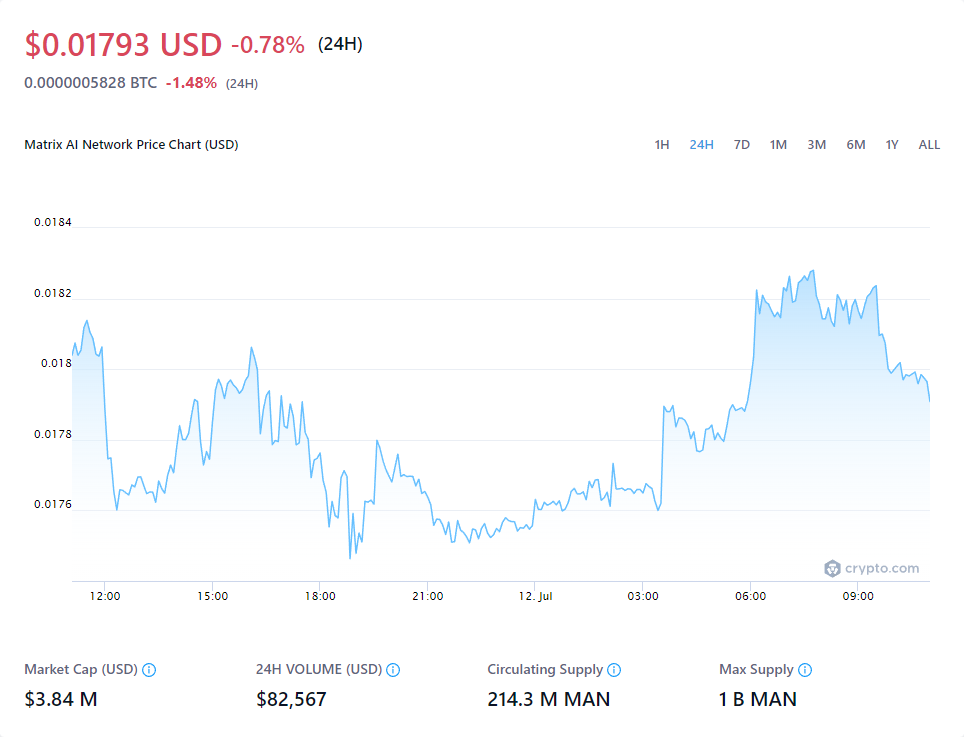 $0.01793 USD -0.78% (24H)
0.0000005828 BTC -1.48% (24H)
Matrix AI Network Price Chart (USD) 1H 24H 7D 1M 3M 6M 1Y ALL
0.0184
0.0182
0.018
0.0178
0.0176
crypto.com
12:00 15:00 18:00 21:00 12. Jul 03:00 06:00 09:00
Market Cap (USD) 24H VOLUME (USD) Circulating Supply Max Supply
$3.84 M $82,567 214.3 M MAN 1 B MAN